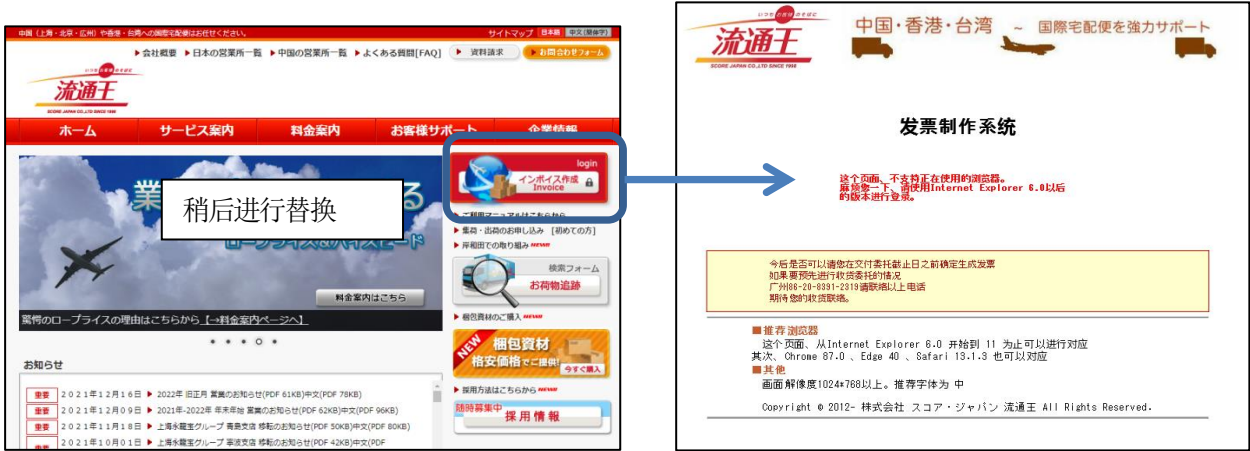 中国（上海・北京・広州）や香港・台湾への国際宅配便はお任せください。
サイトマップ 日本語 中文(簡体字)
▶会社概要 ▶日本の営業所一覧 ▶中国の営業所一覧 ▶よくある質問[FAQ] ▶ 資料請求 ▶お問合わせフォーム
いつもお客様のおそばに
流通王
SCORE JAPAN CO.,LTD SINCE 1988
ホーム サービス案内 料金案内 お客様サポート 企業情報
業
る
稍后进行替换
ロープライス&ハイスピード
料金案内はこちら
驚愕のロープライスの理由はこちらから【→料金案内ページへ】
お知らせ
重要 2021年12月16日 ▶ 2022年 旧正月 業務のお知らせ(PDF 61KB)中文(PDF 78KB)
重要 2021年12月09日 ▶ 2021年-2022年 年末年始 営業のお知らせ(PDF 62KB)中文(PDF 96KB)
重要 2021年11月18日 ▶ 上海永龍宝グループ 青島支店 移転のお知らせ(PDF 50KB)中文(PDF 80KB)
重要 2021年10月01日 ▶ 上海永龍宝グループ 寧波支店 移転のお知らせ(PDF 42KB)中文(PDF
login
インボイス作成
Invoice
▶ ご利用マニュアルはこちらから
▶ 集荷・出荷のお申し込み [初めての方]
▶ 岸和田での取り組み NEW!!
検索フォーム
お荷物追跡
▶ 梱包資材のご購入 NEW!!
NEW 梱包資材
格安価格でご提供!
今すぐ購入
▶ 採用方法はこちらから NEW!!
随時募集中
採用情報
いつもお客様のおそばに
流通王
SCORE JAPAN CO.,LTD SINCE 1988
中国・香港・台湾 ～ 国際宅配便を強力サポート
发票制作系统
这个页面、不支持正在使用的浏览器。
麻烦您一下、请使用Internet Explorer 6.0以后
的版本进行登录。
今后是否可以请您在交付委托截止日之前确定生成发票
如果要预先进行收货委托的情况
广州86-20-8391-2319请联络以上电话
期待您的收货联络。
■推荐浏览器
这个页面、从Internet Explorer 6.0 开始到 11 为止可以进行对应
其次、Chrome 87.0 、Edge 40 、Safari 13.1.3 也可以对应
■其他
画面解像度1024*768以上。推荐字体为 中
Copyright © 2012- 株式会社 スコア・ジャパン 流通王 All Rights Reserved.